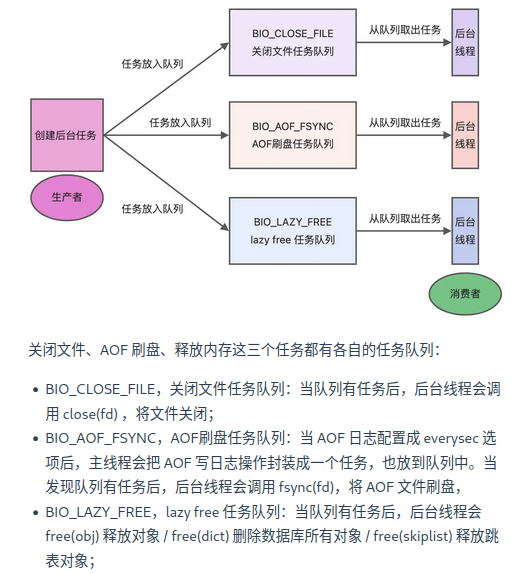 BIO_CLOSE_FILE
关闭文件任务队列
从队列取出任务
后台
线程
任务放入队列
创建后台任务
任务放入队列
BIO_AOF_FSYNC
AOF刷盘任务队列
从队列取出任务
后台
线程
生产者
任务放入队列
BIO_LAZY_FREE
lazy free 任务队列
从队列取出任务
后台
线程
消费者
关闭文件、AOF 刷盘、释放内存这三个任务都有各自的任务队列：
BIO_CLOSE_FILE，关闭文件任务队列：当队列有任务后，后台线程会调
用 close(fd) ，将文件关闭；
BIO_AOF_FSYNC，AOF刷盘任务队列：当 AOF 日志配置成 everysec 选
项后，主线程会把 AOF 写日志操作封装成一个任务，也放到队列中。当
发现队列有任务后，后台线程会调用 fsync(fd)，将 AOF 文件刷盘，
BIO_LAZY_FREE，lazy free 任务队列：当队列有任务后，后台线程会
free(obj) 释放对象 / free(dict) 删除数据库所有对象 / free(skiplist) 释放跳
表对象；